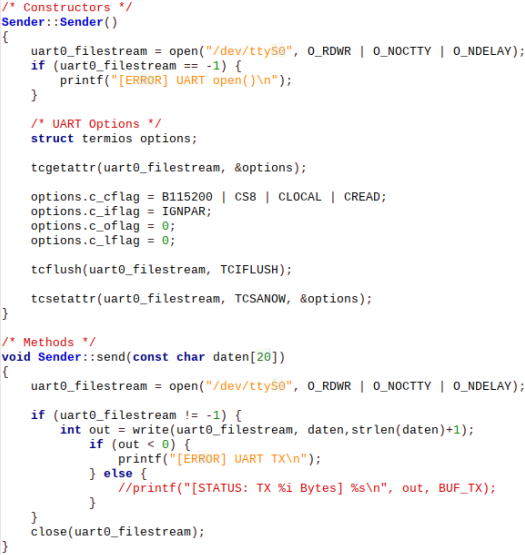 /* Constructors */
Sender::Sender()
{
    uart0_filestream = open("/dev/ttyS0", O_RDWR | O_NOCTTY | O_NDELAY);
    if (uart0_filestream == -1) {
        printf("[ERROR] UART open()\n");
    }

    /* UART Options */
    struct termios options;

    tcgetattr(uart0_filestream, &options);

    options.c_cflag = B115200 | CS8 | CLOCAL | CREAD;
    options.c_iflag = IGNPAR;
    options.c_oflag = 0;
    options.c_lflag = 0;

    tcflush(uart0_filestream, TCIFLUSH);

    tcsetattr(uart0_filestream, TCSANOW, &options);
}

/* Methods */
void Sender::send(const char daten[20])
{
    uart0_filestream = open("/dev/ttyS0", O_RDWR | O_NOCTTY | O_NDELAY);

    if (uart0_filestream != -1) {
        int out = write(uart0_filestream, daten,strlen(daten)+1);
            if (out < 0) {
                printf("[ERROR] UART TX\n");
            } else {
                //printf("[STATUS: TX %i Bytes] %s\n", out, BUF_TX);
            }
    }
    close(uart0_filestream);
}